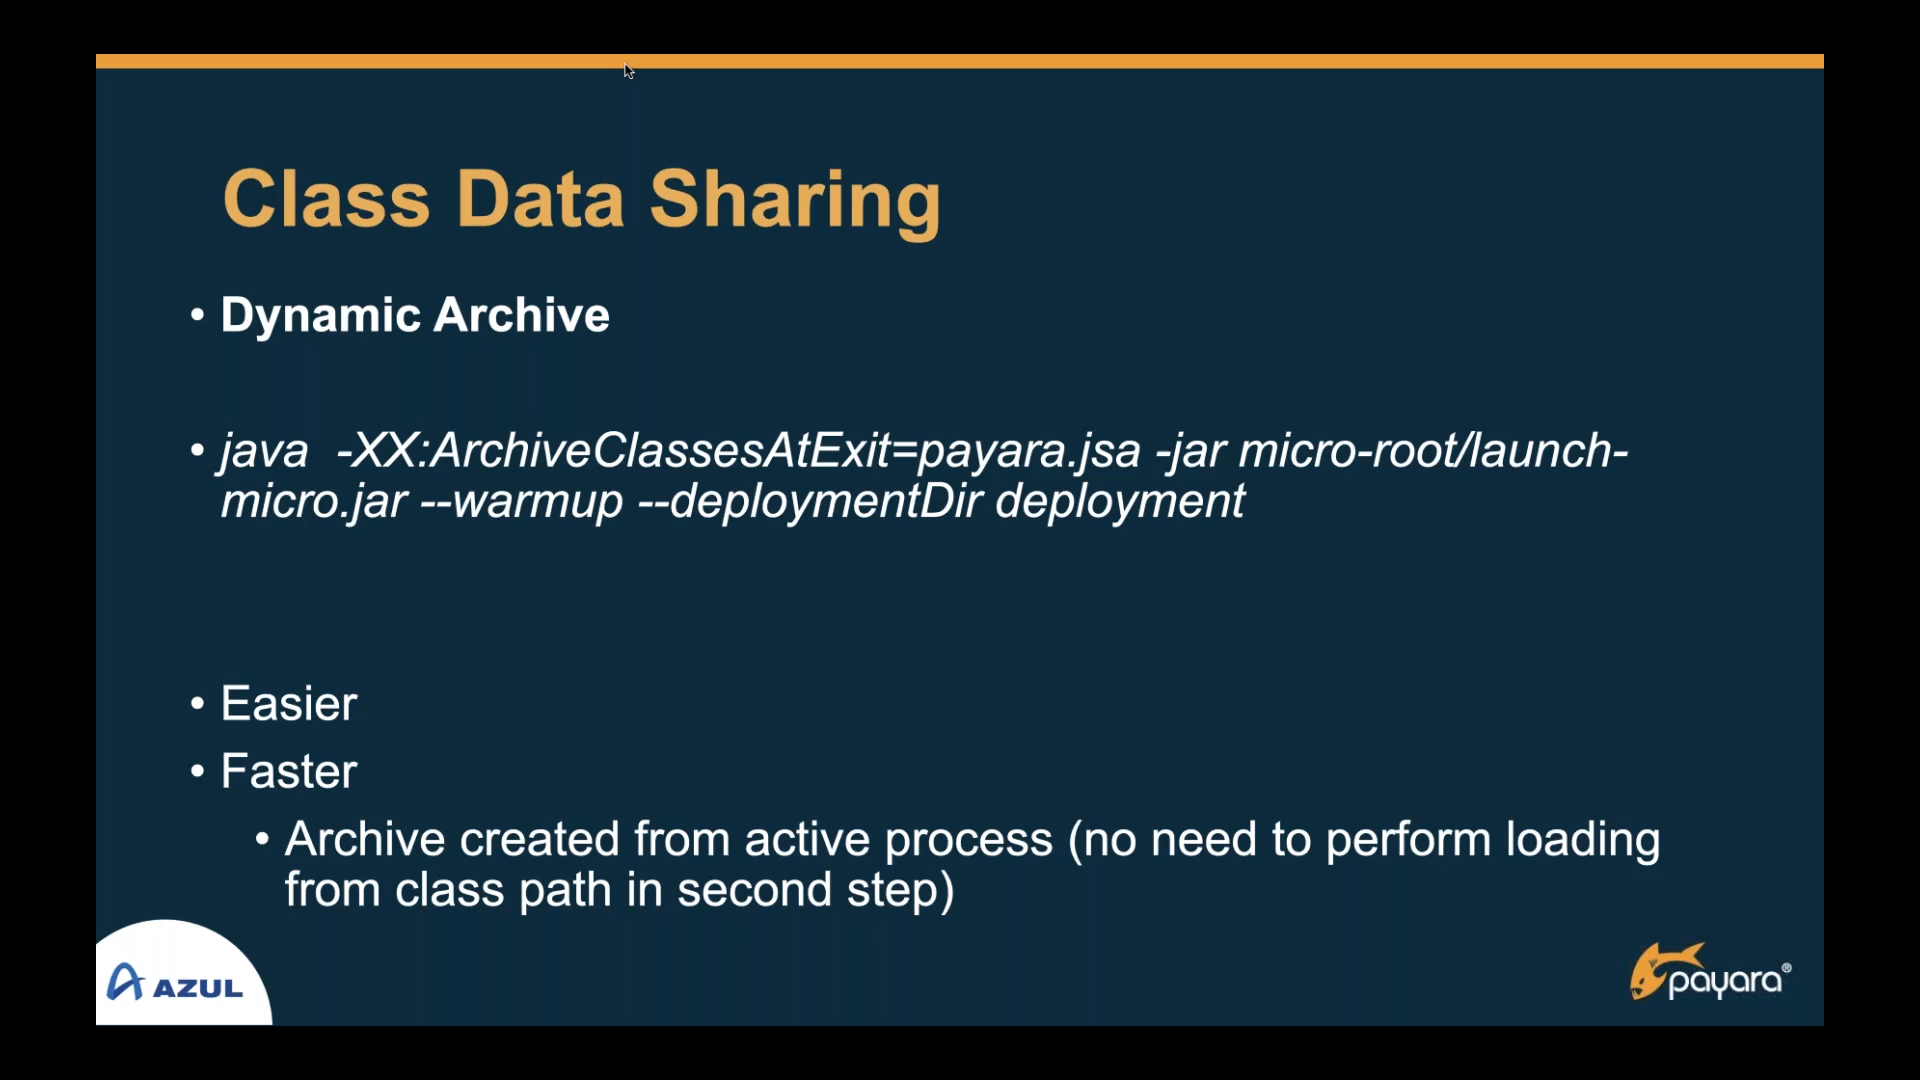 Class Data Sharing
• Dynamic Archive
• java  -XX:ArchiveClassesAtExit=payara.jsa -jar micro-root/launch-
micro.jar --warmup --deploymentDir deployment
• Easier
• Faster
• Archive created from active process (no need to perform loading
from class path in second step)
AZUL
payara®